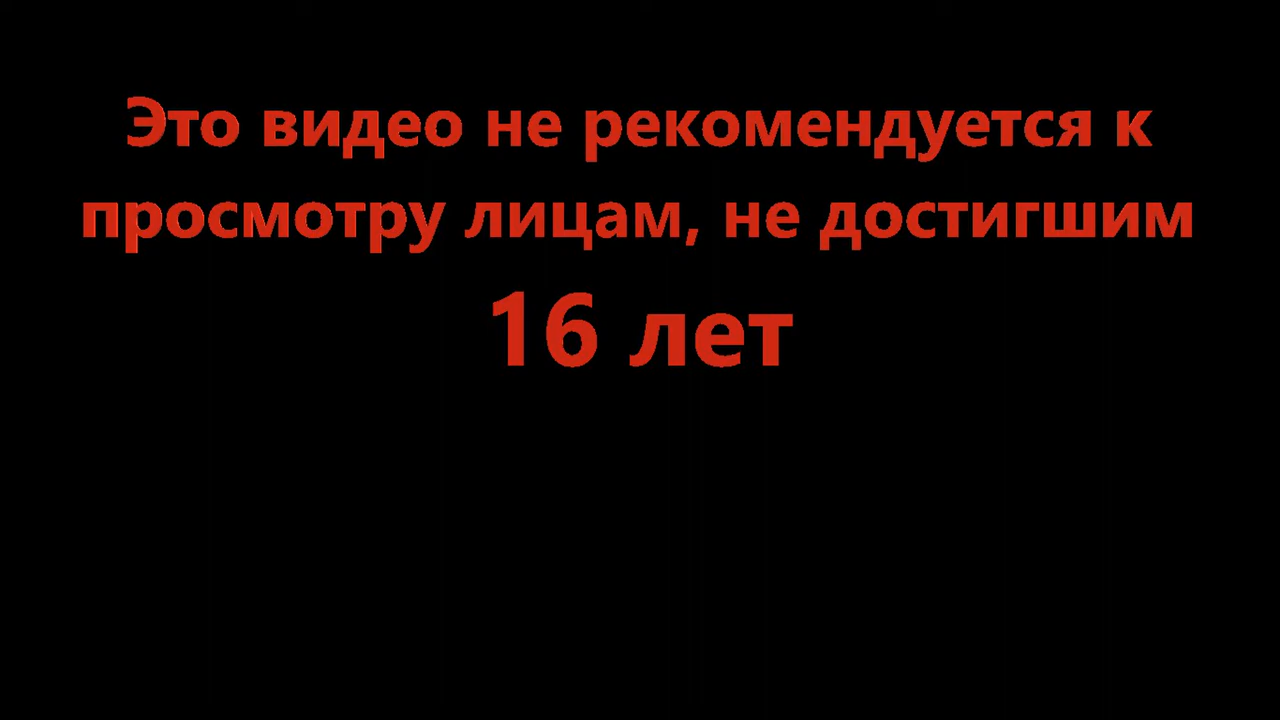 Это видео не рекомендуется к
просмотру лицам, не достигшим
16 лет